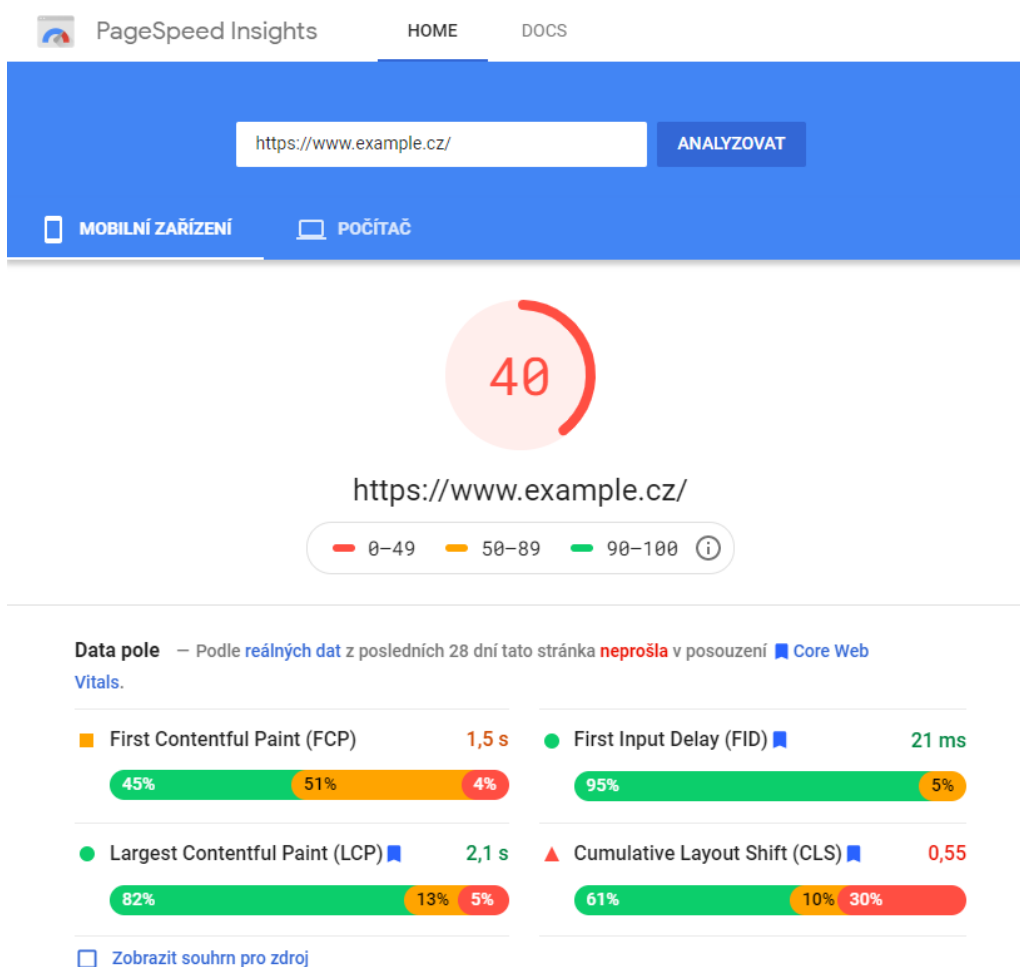 PageSpeed Insights HOME DOCS
https://www.example.cz/ ANALYZOVAT
MOBILNÍ ZAŘÍZENÍ POČÍTAČ
40
https://www.example.cz/
0–49 50–89 90–100
Data pole — Podle reálných dat z posledních 28 dní tato stránka neprošla v posouzení Core Web
Vitals.
First Contentful Paint (FCP) 1,5 s
45% 51% 4%
First Input Delay (FID) 21 ms
95% 5%
Largest Contentful Paint (LCP) 2,1 s
82% 13% 5%
Cumulative Layout Shift (CLS) 0,55
61% 10% 30%
Zobrazit souhrn pro zdroj